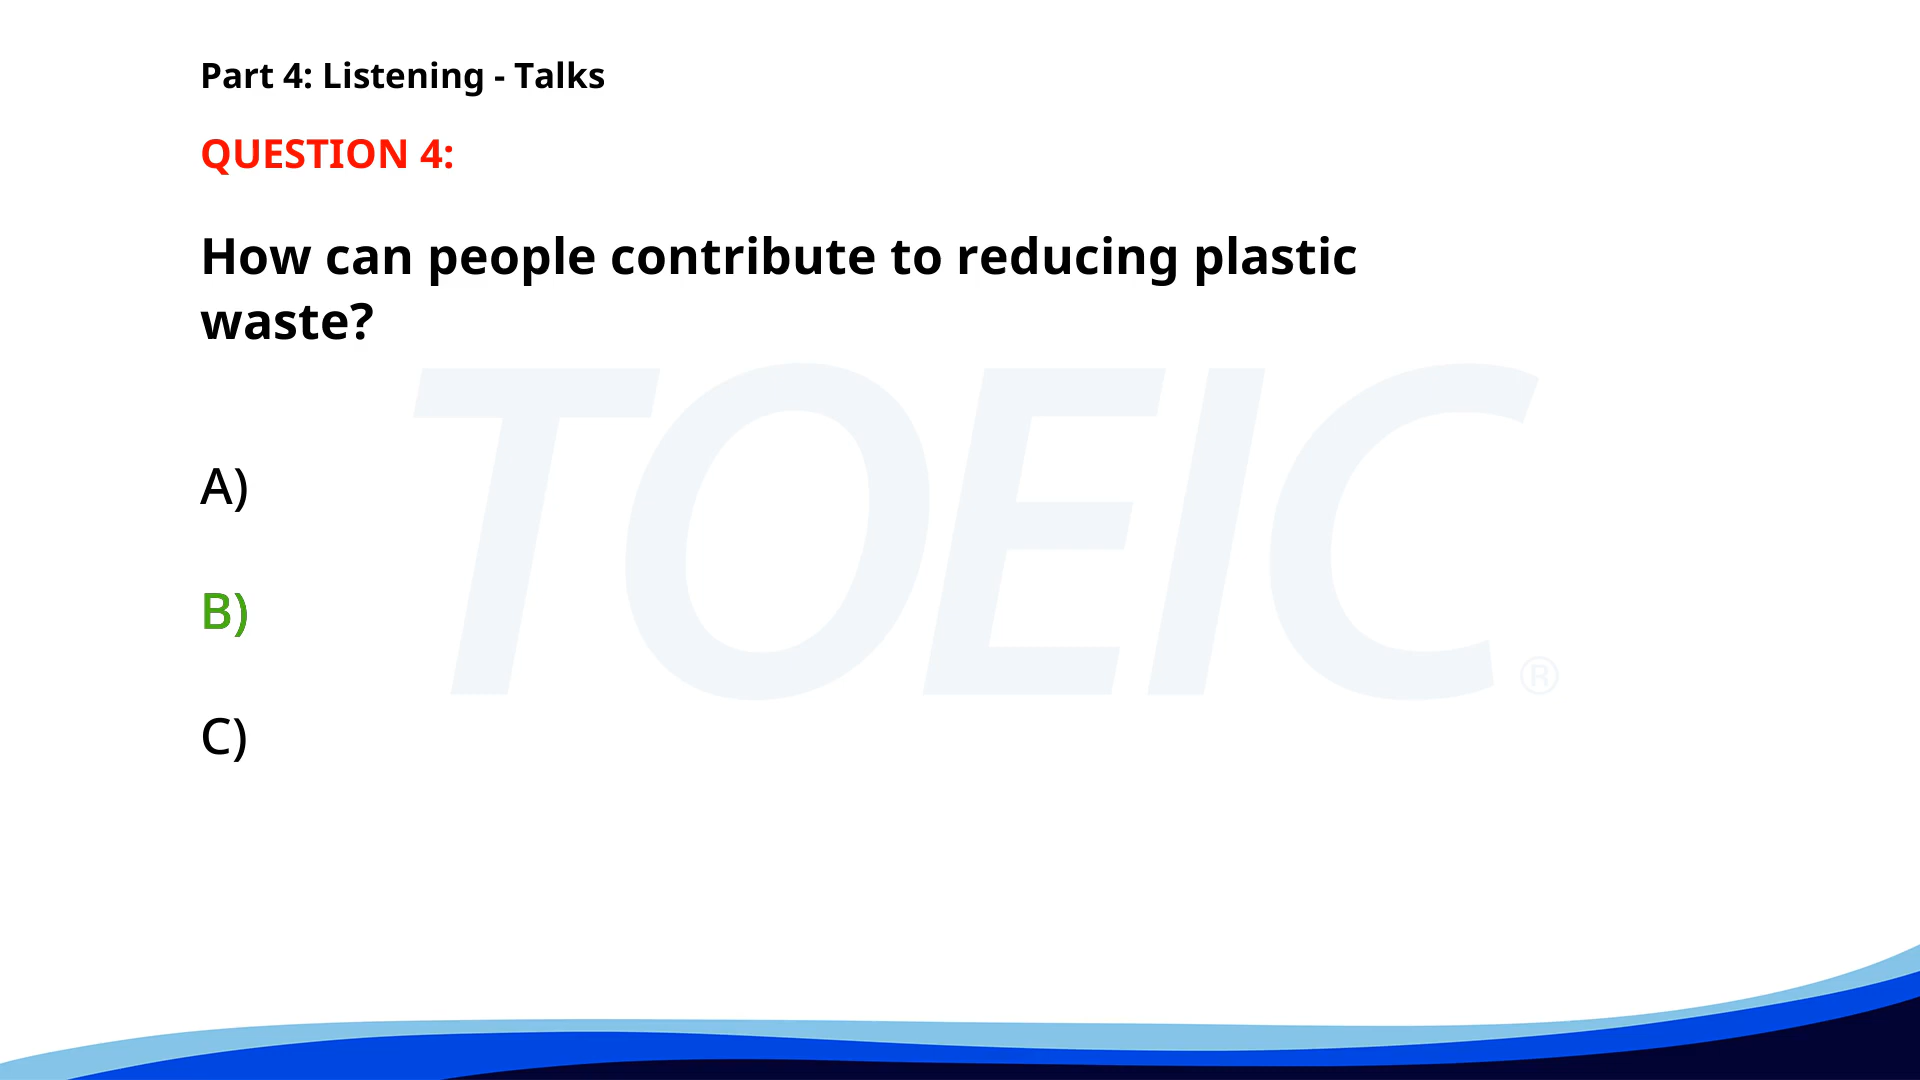 Part 4: Listening - Talks
QUESTION 4:
How can people contribute to reducing plastic
waste?
TOEIC®
A)
B)
C)